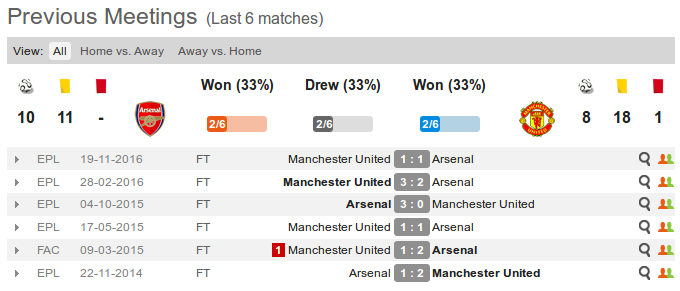 Previous Meetings (Last 6 matches)
View: All Home vs. Away Away vs. Home
Won (33%) Drew (33%) Won (33%)
10 11 - Arsenal 2/6 2/6 2/6 MANCHESTER UNITED 8 18 1
EPL 19-11-2016 FT Manchester United 1 : 1 Arsenal
EPL 28-02-2016 FT Manchester United 3 : 2 Arsenal
EPL 04-10-2015 FT Arsenal 3 : 0 Manchester United
EPL 17-05-2015 FT Manchester United 1 : 1 Arsenal
FAC 09-03-2015 FT 1 Manchester United 1 : 2 Arsenal
EPL 22-11-2014 FT Arsenal 1 : 2 Manchester United